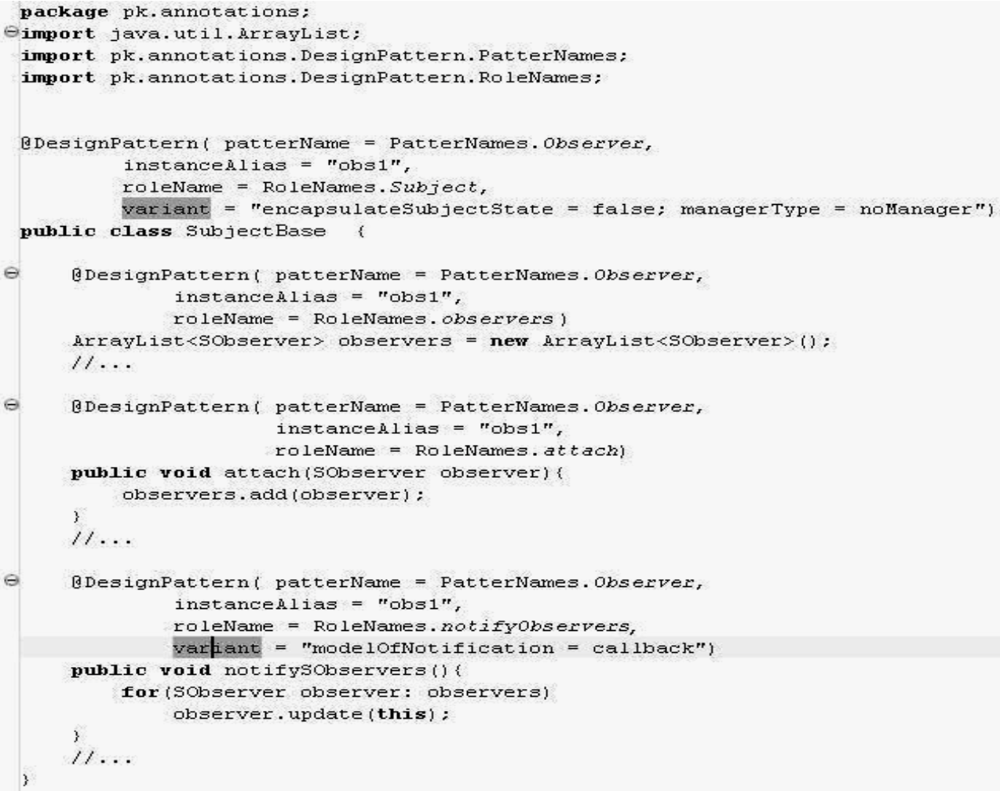 package pk.annotations;
import java.util.ArrayList;
import pk.annotations.DesignPattern.PatterNames;
import pk.annotations.DesignPattern.RoleNames;
@DesignPattern( patterName = PatterNames.Observer,
instanceAlias = "obs1",
roleName = RoleNames.Subject,
variant = "encapsulateSubjectState = false; managerType = noManager")
public class SubjectBase {
@DesignPattern( patterName = PatterNames.Observer,
instanceAlias = "obs1",
roleName = RoleNames.observers)
ArrayList<SObserver> observers = new ArrayList<SObserver>();
//...
@DesignPattern( patterName = PatterNames.Observer,
instanceAlias = "obs1",
roleName = RoleNames.attach)
public void attach(SObserver observer){
observers.add(observer);
}
//...
@DesignPattern( patterName = PatterNames.Observer,
instanceAlias = "obs1",
roleName = RoleNames.notifyObservers,
variant = "modelOfNotification = callback")
public void notifySObservers(){
for(SObserver observer: observers)
observer.update(this);
}
//...
}